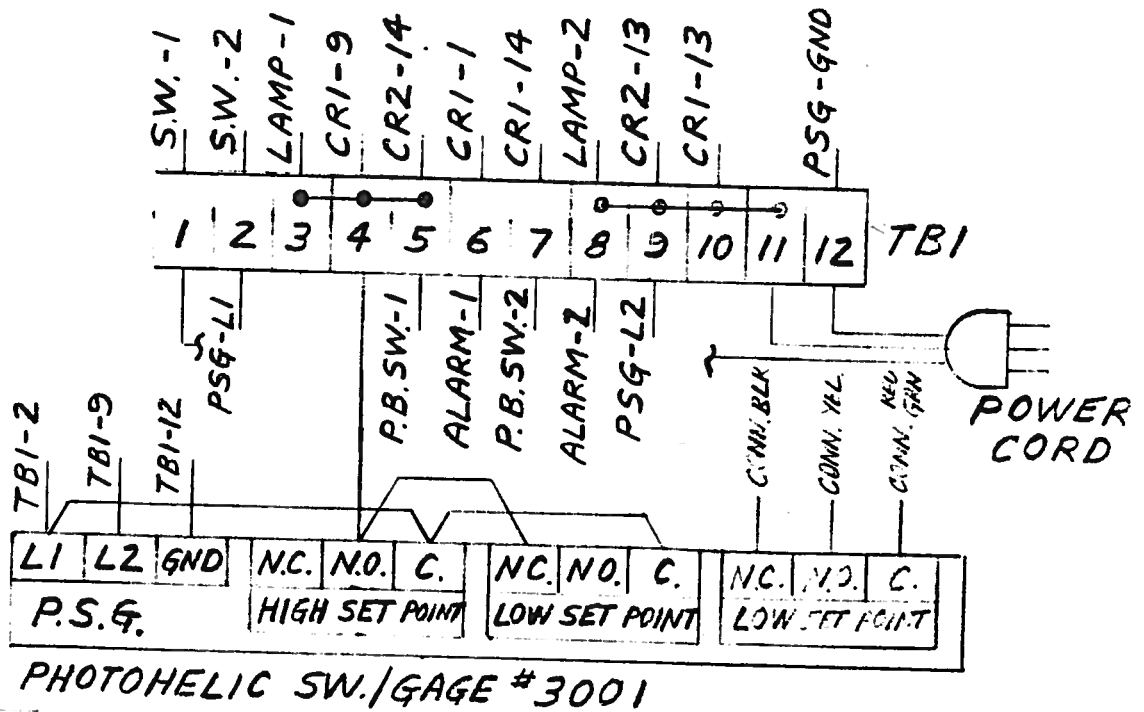 S.W.-1
S.W.-2
LAMP-1
CR1-9
CR2-14
CR1-1
CR1-14
LAMP-2
CR2-13
CR1-13
PSG-GND
1 2 3 4 5 6 7 8 9 10 11 12
TB1
PSG-L1
P.B.SW.-1
ALARM-1
P.B.SW.-2
ALARM-2
PSG-L2
CONN. BLK
CONN. YEL.
CONN. GRN
POWER
CORD
TB1-2
TB1-9
TB1-12
L1 L2 GND N.C. N.O. C. N.C. N.O. C. N.C. N.O. C.
P.S.G. HIGH SET POINT LOW SET POINT LOW SET POINT
PHOTOHELIC SW./GAGE #3001